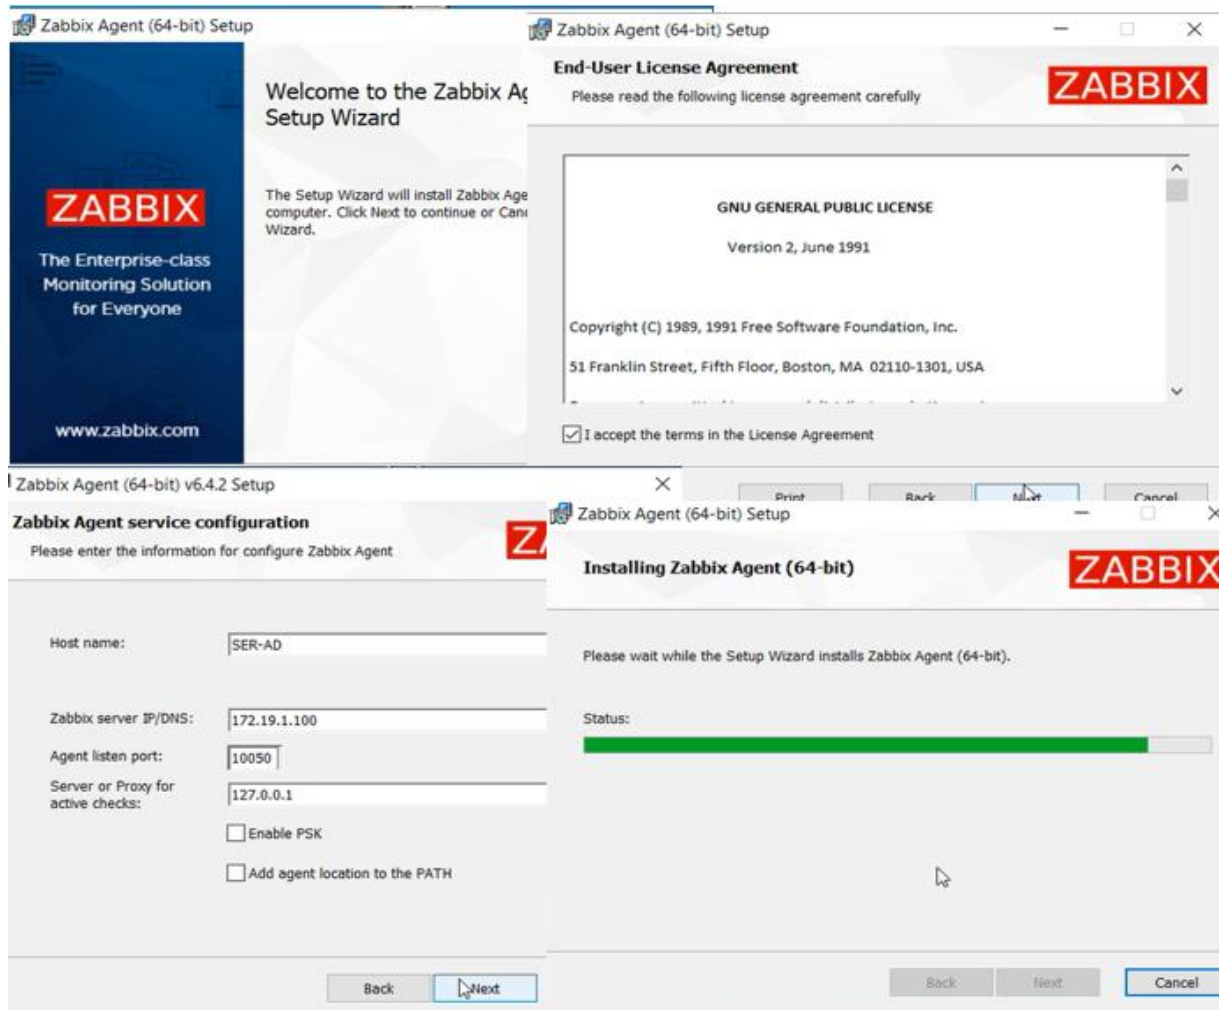 Zabbix Agent (64-bit) Setup
Welcome to the Zabbix Ag
Setup Wizard
The Setup Wizard will install Zabbix Age
computer. Click Next to continue or Canc
Wizard.
ZABBIX
The Enterprise-class
Monitoring Solution
for Everyone
www.zabbix.com
Zabbix Agent (64-bit) Setup
End-User License Agreement
Please read the following license agreement carefully
ZABBIX
GNU GENERAL PUBLIC LICENSE
Version 2, June 1991
Copyright (C) 1989, 1991 Free Software Foundation, Inc.
51 Franklin Street, Fifth Floor, Boston, MA 02110-1301, USA
I accept the terms in the License Agreement
Print Back Next Cancel
Zabbix Agent (64-bit) v6.4.2 Setup
Zabbix Agent service configuration
Please enter the information for configure Zabbix Agent
Host name: SER-AD
Zabbix server IP/DNS: 172.19.1.100
Agent listen port: 10050
Server or Proxy for
active checks: 127.0.0.1
Enable PSK
Add agent location to the PATH
Back Next
Zabbix Agent (64-bit) Setup
Installing Zabbix Agent (64-bit)
ZABBIX
Please wait while the Setup Wizard installs Zabbix Agent (64-bit).
Status:
Back Next Cancel